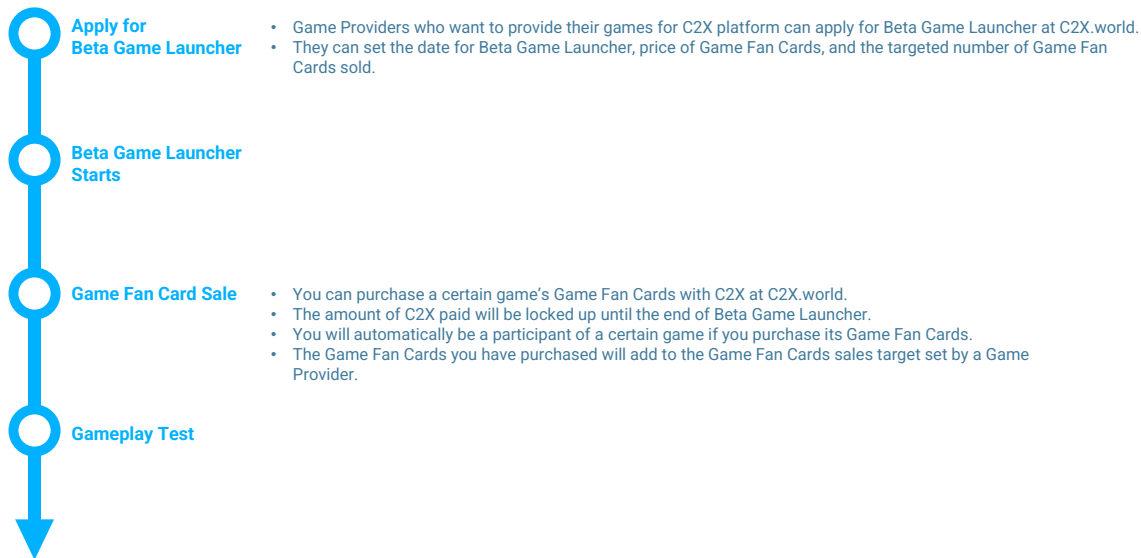 Apply for
Beta Game Launcher
• Game Providers who want to provide their games for C2X platform can apply for Beta Game Launcher at C2X.world.
• They can set the date for Beta Game Launcher, price of Game Fan Cards, and the targeted number of Game Fan
Cards sold.
Beta Game Launcher
Starts
Game Fan Card Sale
• You can purchase a certain game’s Game Fan Cards with C2X at C2X.world.
• The amount of C2X paid will be locked up until the end of Beta Game Launcher.
• You will automatically be a participant of a certain game if you purchase its Game Fan Cards.
• The Game Fan Cards you have purchased will add to the Game Fan Cards sales target set by a Game
Provider.
Gameplay Test